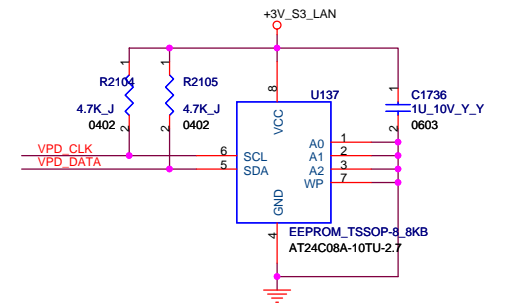 +3V_S3_LAN
1
1
R2104
R2105
8
U137
1
C1736
4.7K_J
4.7K_J
1U_10V_Y_Y
0402
0402
VCC
0603
2
2
2
A0 1
VPD_CLK
6 SCL
A1 2
VPD_DATA
5 SDA
A2 3
WP 7
GND
4
EEPROM_TSSOP-8_8KB
AT24C08A-10TU-2.7